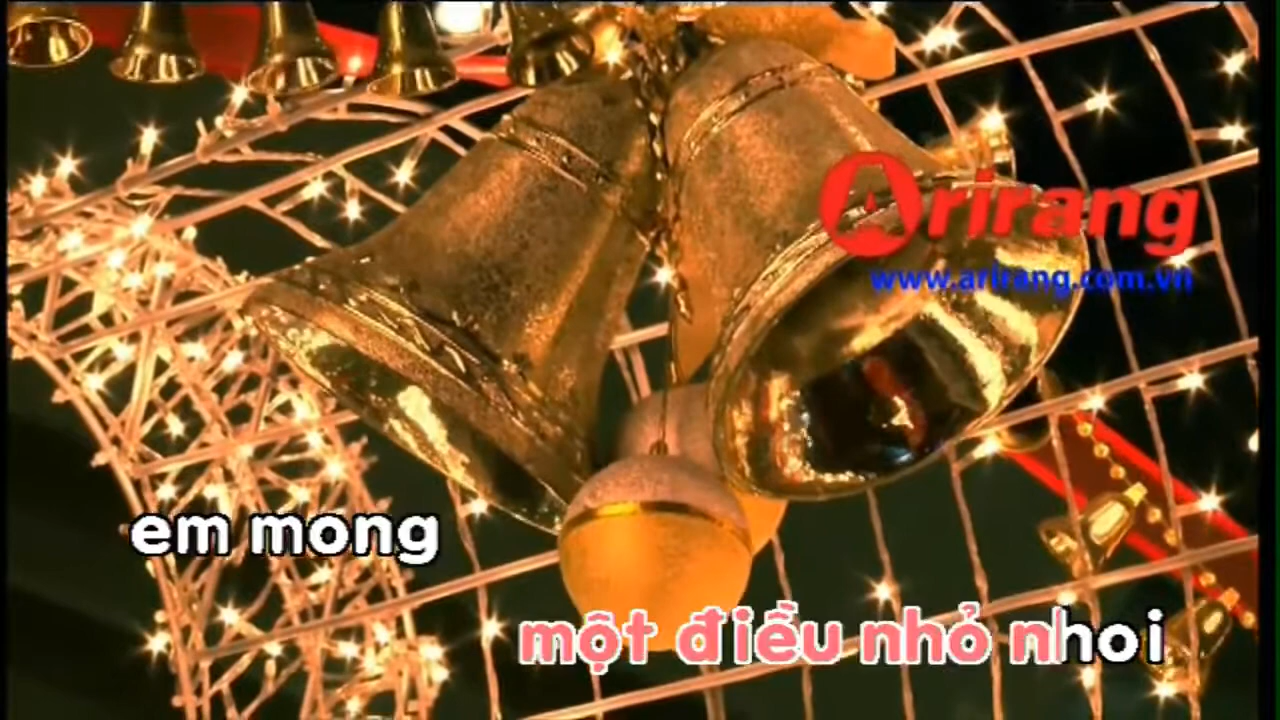 Arirang
www.arirang.com.vn
em mong
một điều nhỏ nhoi